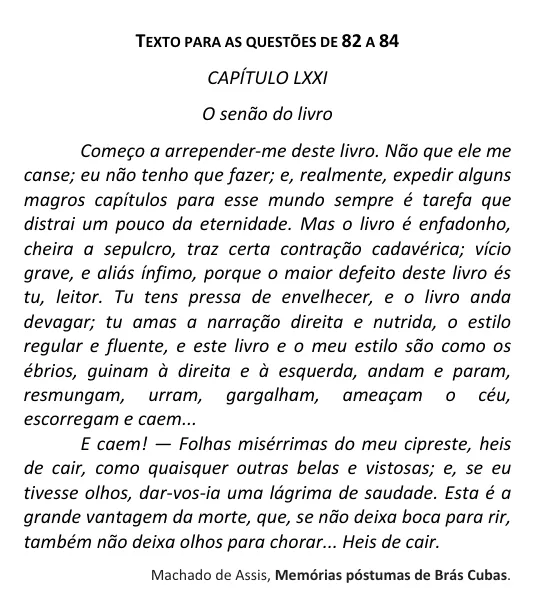 TEXTO PARA AS QUESTÕES DE 82 A 84
CAPÍTULO LXXI
O senão do livro
Começo a arrepender-me deste livro. Não que ele me
canse; eu não tenho que fazer; e, realmente, expedir alguns
magros capítulos para esse mundo sempre é tarefa que
distrai um pouco da eternidade. Mas o livro é enfadonho,
cheira a sepulcro, traz certa contração cadavérica; vício
grave, e aliás ínfimo, porque o maior defeito deste livro és
tu, leitor. Tu tens pressa de envelhecer, e o livro anda
devagar; tu amas a narração direita e nutrida, o estilo
regular e fluente, e este livro e o meu estilo são como os
ébrios, guinam à direita e à esquerda, andam e param,
resmungam, urram, gargalham, ameaçam o céu,
escorregam e caem...
E caem! — Folhas misérrimas do meu cipreste, heis
de cair, como quaisquer outras belas e vistosas; e, se eu
tivesse olhos, dar-vos-ia uma lágrima de saudade. Esta é a
grande vantagem da morte, que, se não deixa boca para rir,
também não deixa olhos para chorar... Heis de cair.
Machado de Assis, Memórias póstumas de Brás Cubas.